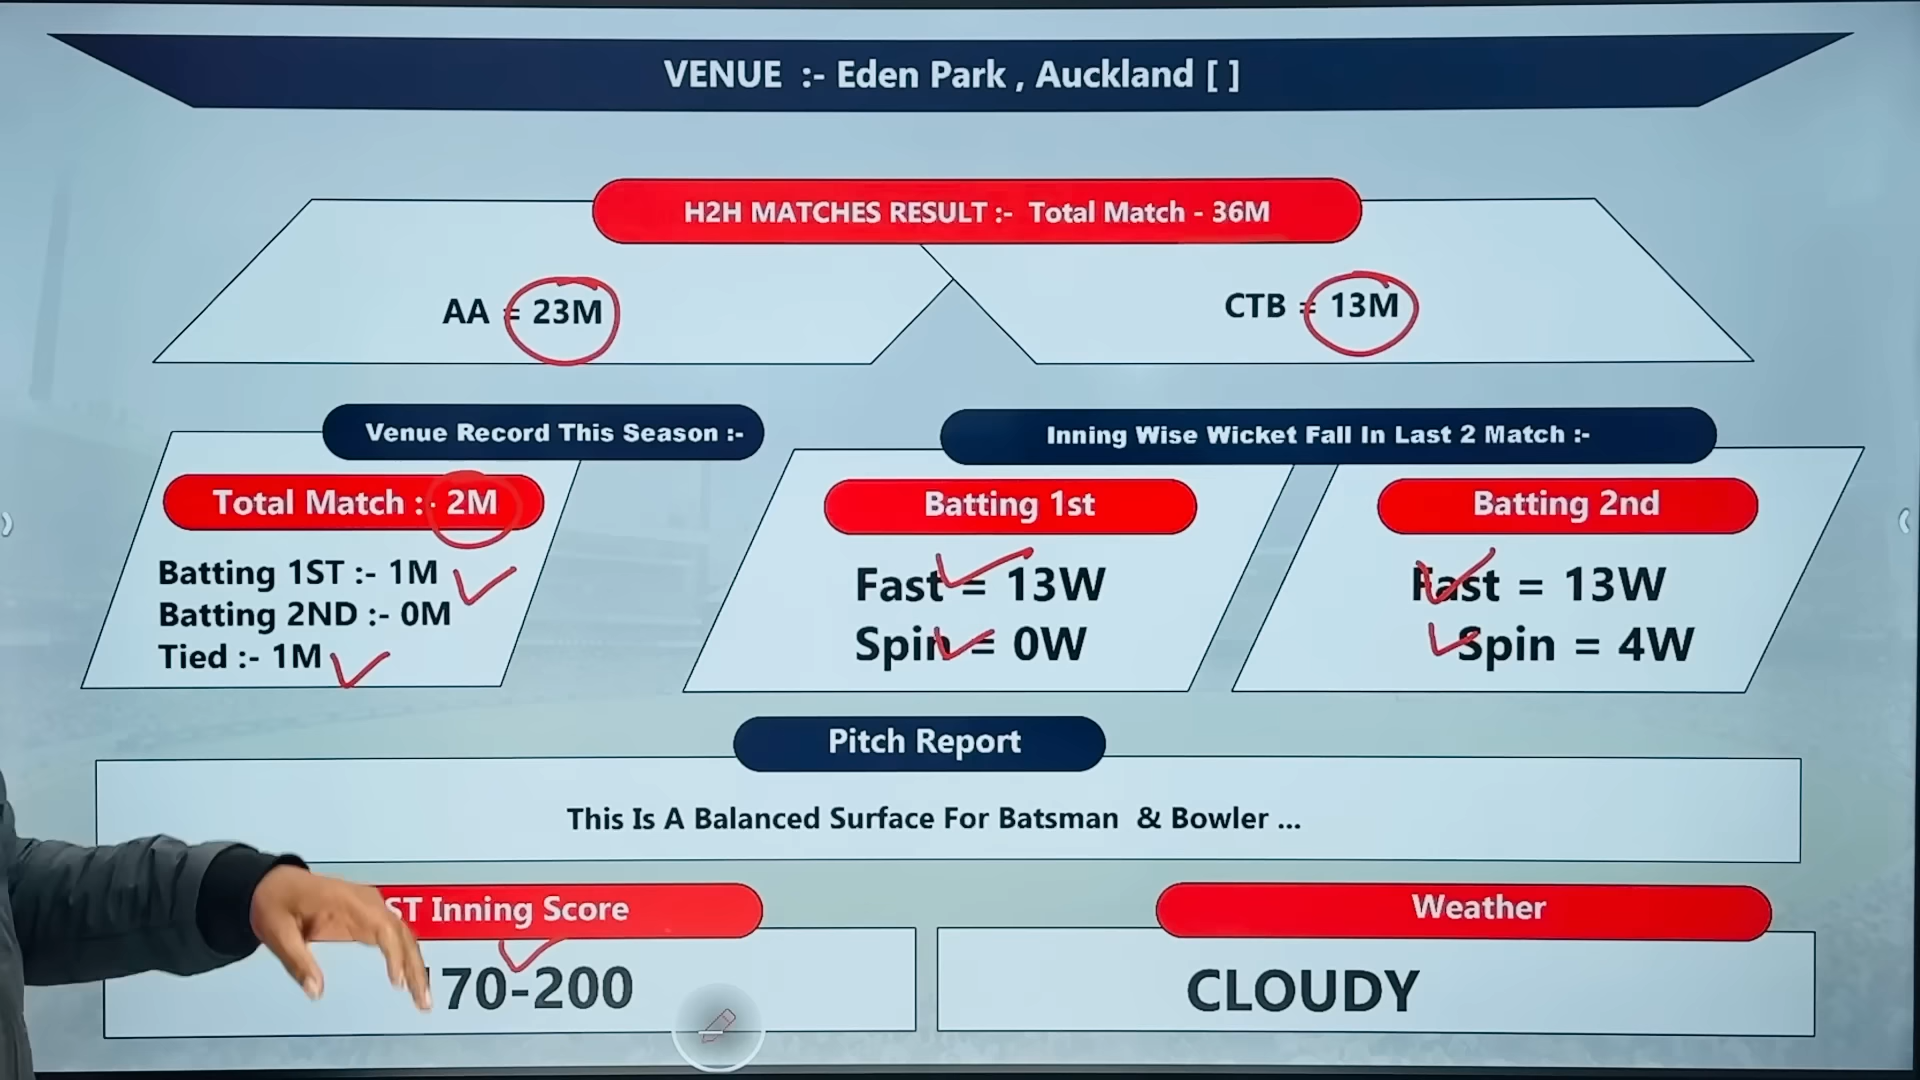 VENUE :- Eden Park , Auckland [ ]
H2H MATCHES RESULT :- Total Match - 36M
AA = 23M
CTB = 13M
Venue Record This Season :-
Total Match :- 2M
Batting 1ST :- 1M
Batting 2ND :- 0M
Tied :- 1M
Inning Wise Wicket Fall In Last 2 Match :-
Batting 1st
Fast = 13W
Spin = 0W
Batting 2nd
Fast = 13W
Spin = 4W
Pitch Report
This Is A Balanced Surface For Batsman & Bowler ...
ST Inning Score
70-200
Weather
CLOUDY